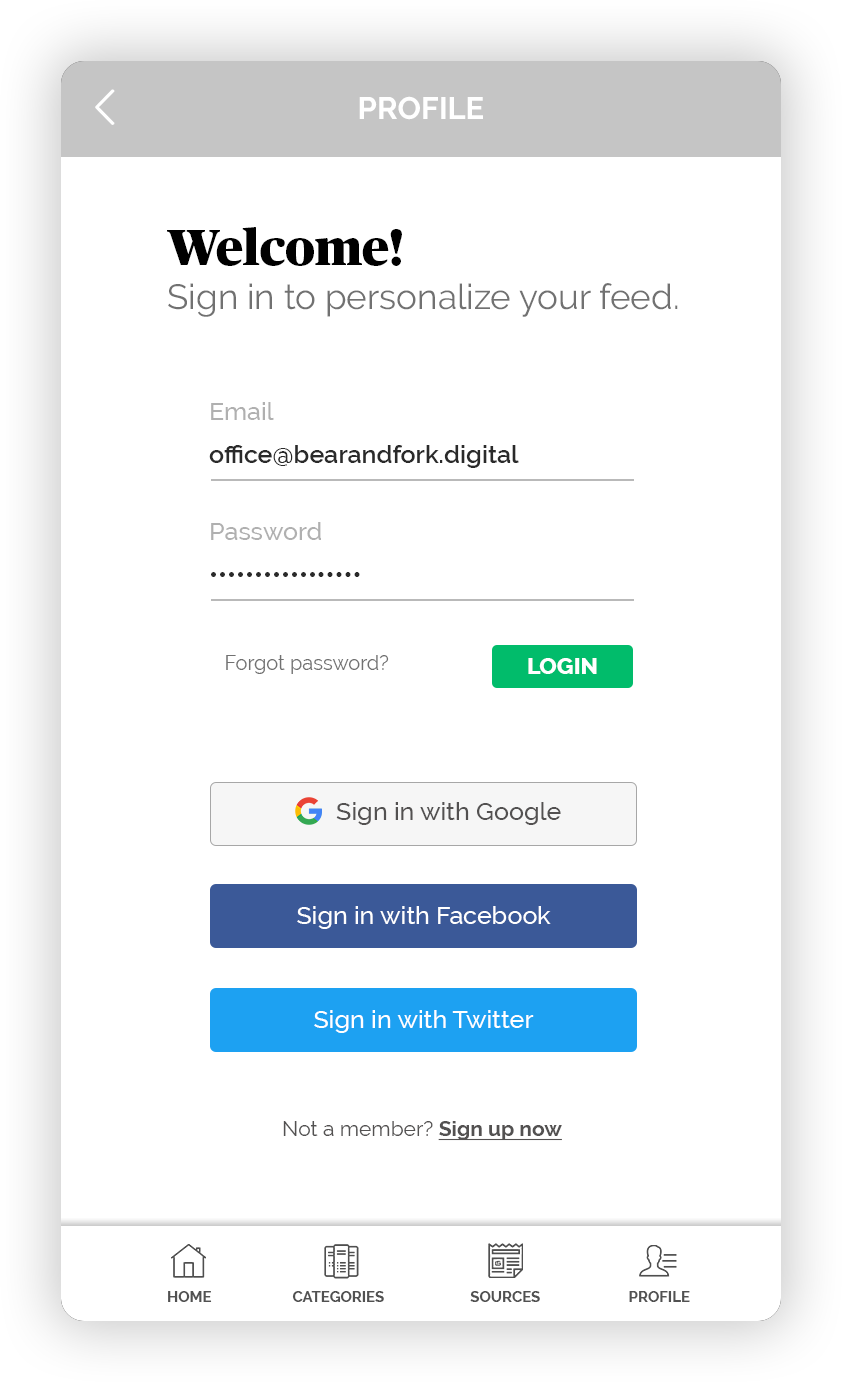 PROFILE
Welcome!
Sign in to personalize your feed.
Email
office@bearandfork.digital
Password
•••••••••••••••••
Forgot password?
LOGIN
Sign in with Google
Sign in with Facebook
Sign in with Twitter
Not a member? Sign up now
HOME
CATEGORIES
SOURCES
PROFILE